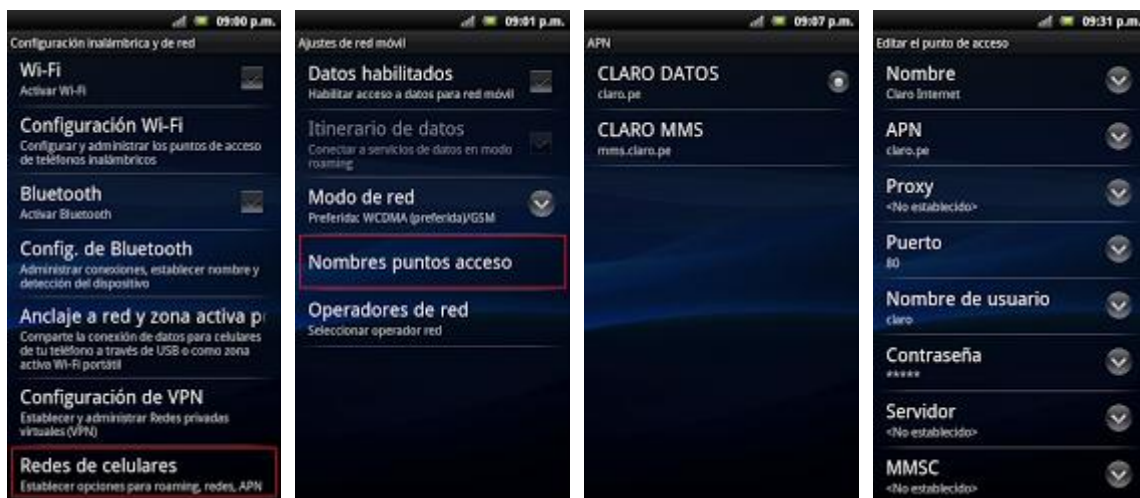 09:00 p.m.
Configuración inalámbrica y de red
Wi-Fi
Activar Wi-Fi
Configuración Wi-Fi
Configurar y administrar los puntos de acceso
de teléfonos inalámbricos
Bluetooth
Activar Bluetooth
Config. de Bluetooth
Administrar conexiones, establecer nombre y
detección del dispositivo
Anclaje a red y zona activa p
Comparte la conexión de datos para celulares
de tu teléfono a través de USB o como zona
activa Wi-Fi portátil
Configuración de VPN
Establecer y administrar Redes privadas
virtuales (VPN)
Redes de celulares
Establecer opciones para roaming, redes, APN
09:01 p.m.
Ajustes de red móvil
Datos habilitados
Habilitar acceso a datos para red móvil
Itinerario de datos
Conectar a servicios de datos en modo
roaming
Modo de red
Preferida: WCDMA (preferida)/GSM
Nombres puntos acceso
Operadores de red
Seleccionar operador red
09:07 p.m.
APN
CLARO DATOS
claro.pe
CLARO MMS
mms.claro.pe
09:31 p.m.
Editar el punto de acceso
Nombre
Claro Internet
APN
claro.pe
Proxy
<No establecido>
Puerto
80
Nombre de usuario
claro
Contraseña
*****
Servidor
<No establecido>
MMSC
<No establecido>